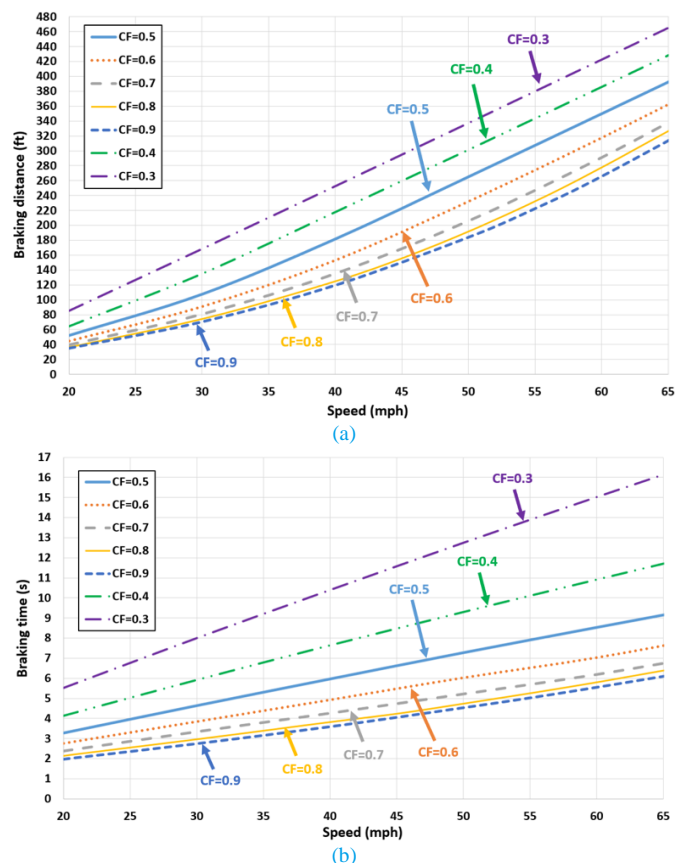 480
460
440
420
400
380
360
340
320
300
280
260
240
220
200
180
160
140
120
100
80
60
40
20
0
Braking distance (ft)
CF=0.5
CF=0.6
CF=0.7
CF=0.8
CF=0.9
CF=0.4
CF=0.3
CF=0.3
CF=0.4
CF=0.5
CF=0.6
CF=0.7
CF=0.8
CF=0.9
20 25 30 35 40 45 50 55 60 65
Speed (mph)
(a)
17
16
15
14
13
12
11
10
9
8
7
6
5
4
3
2
1
0
Braking time (s)
CF=0.5
CF=0.6
CF=0.7
CF=0.8
CF=0.9
CF=0.4
CF=0.3
CF=0.3
CF=0.4
CF=0.5
CF=0.6
CF=0.7
CF=0.8
CF=0.9
20 25 30 35 40 45 50 55 60 65
Speed (mph)
(b)